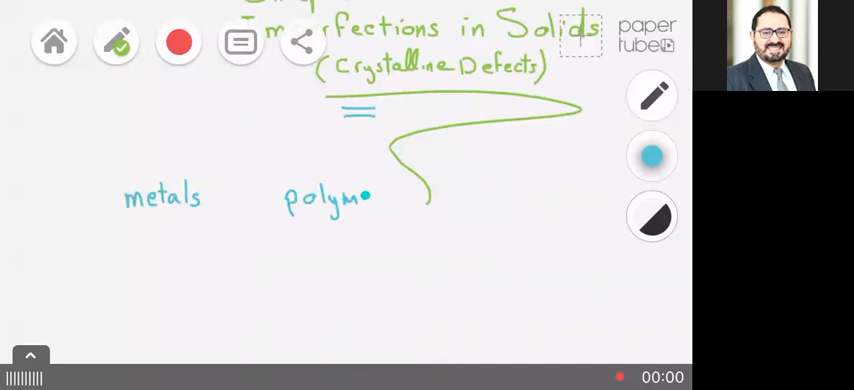 Imperfections in Solids
(Crystalline Defects)
metals polym
paper
tube
00:00